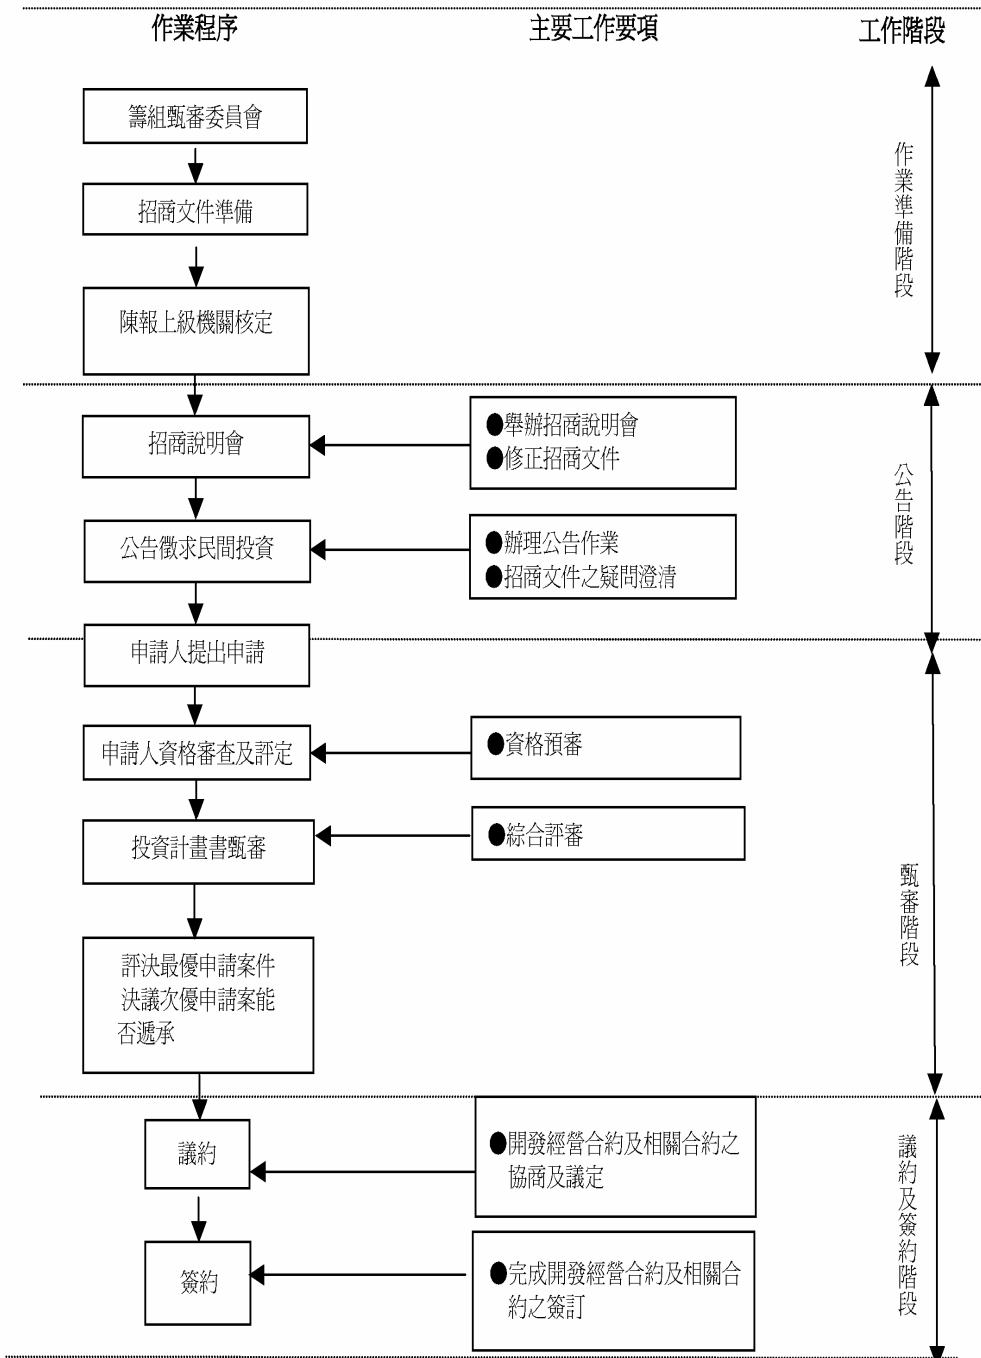 作業程序
主要工作要項
工作階段
籌組甄審委員會
招商文件準備
陳報上級機關核定
作業準備階段
招商說明會
●舉辦招商說明會
●修正招商文件
公告徵求民間投資
●辦理公告作業
●招商文件之疑問澄清
公告階段
申請人提出申請
申請人資格審查及評定
●資格預審
投資計畫書甄審
●綜合評審
評決最優申請案件
決議次優申請案能
否遞承
甄審階段
議約
●開發經營合約及相關合約之
協商及議定
簽約
●完成開發經營合約及相關合
約之簽訂
議約及簽約階段